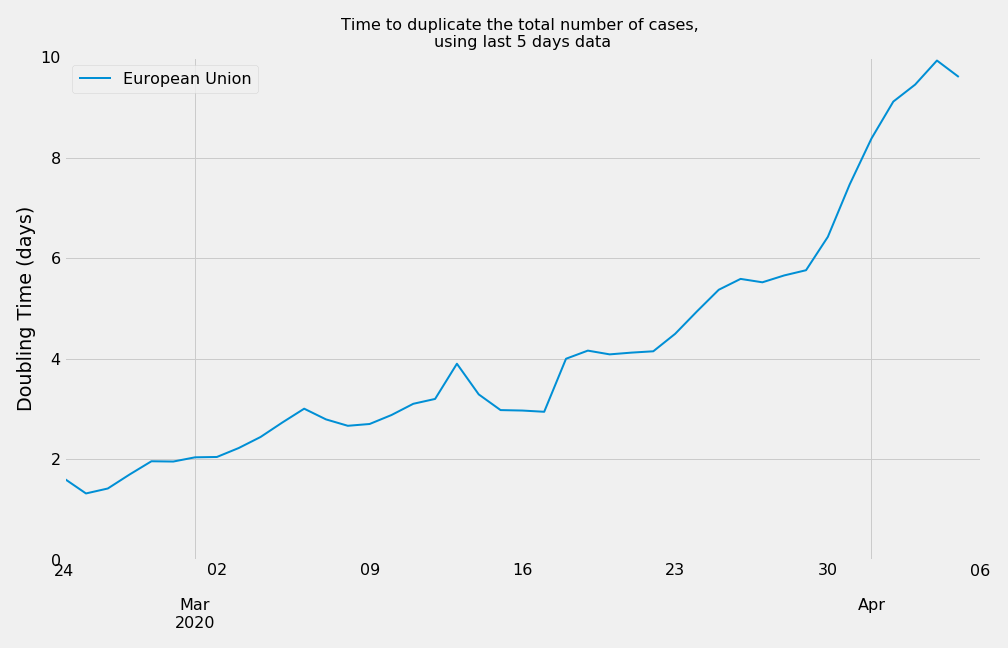 Time to duplicate the total number of cases,
using last 5 days data
European Union
Doubling Time (days)
10
8
6
4
2
0
24
02
09
16
23
30
06
Mar
2020
Apr